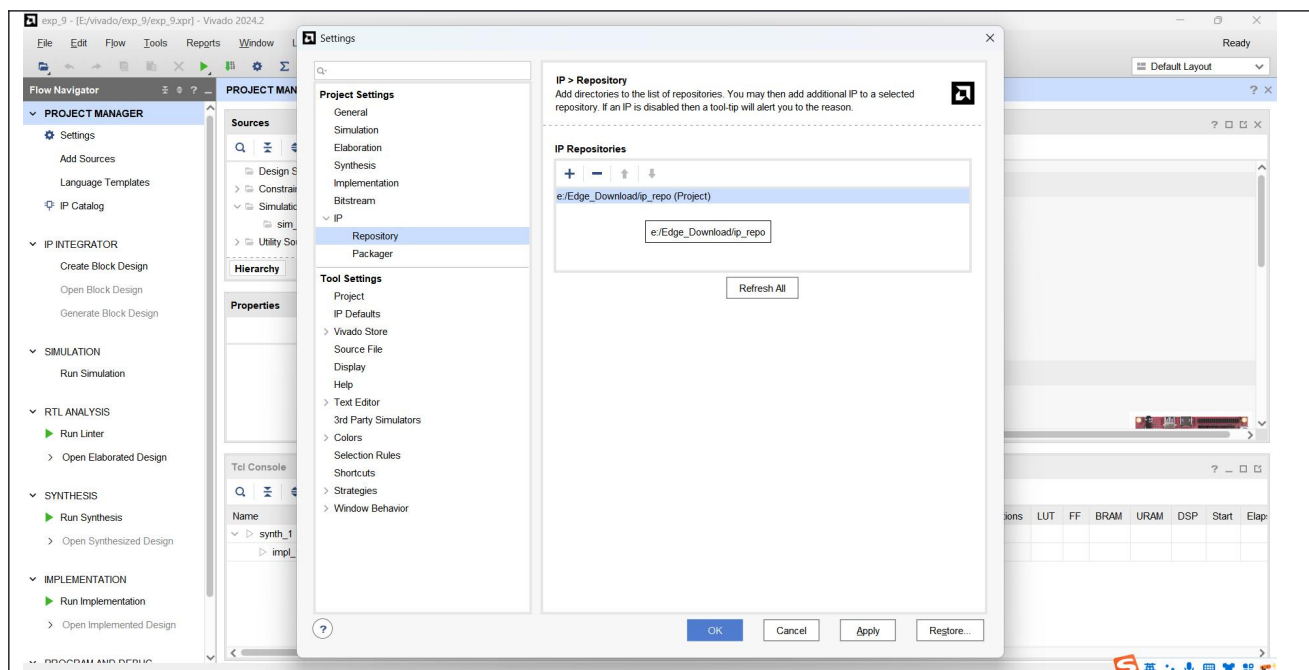 exp_9 - [E:/vivado/exp_9/exp_9.xpr] - Vivado 2024.2
File Edit Flow Tools Reports Window
Ready
Default Layout
Flow Navigator
PROJECT MANAGER
Settings
Add Sources
Language Templates
IP Catalog
IP INTEGRATOR
Create Block Design
Open Block Design
Generate Block Design
SIMULATION
Run Simulation
RTL ANALYSIS
Run Linter
Open Elaborated Design
SYNTHESIS
Run Synthesis
Open Synthesized Design
IMPLEMENTATION
Run Implementation
Open Implemented Design
PROGRAM AND DEBUG
PROJECT MAN
Sources
Design S
Constrai
Simulatio
sim_
Utility So
Hierarchy
Properties
Tcl Console
Name
synth_1
impl_
Settings
Project Settings
General
Simulation
Elaboration
Synthesis
Implementation
Bitstream
IP
Repository
Packager
Tool Settings
Project
IP Defaults
Vivado Store
Source File
Display
Help
Text Editor
3rd Party Simulators
Colors
Selection Rules
Shortcuts
Strategies
Window Behavior
IP > Repository
Add directories to the list of repositories. You may then add additional IP to a selected
repository. If an IP is disabled then a tool-tip will alert you to the reason.
IP Repositories
e:/Edge_Download/ip_repo (Project)
e:/Edge_Download/ip_repo
Refresh All
OK Cancel Apply Restore...
ions LUT FF BRAM URAM DSP Start Elap
英